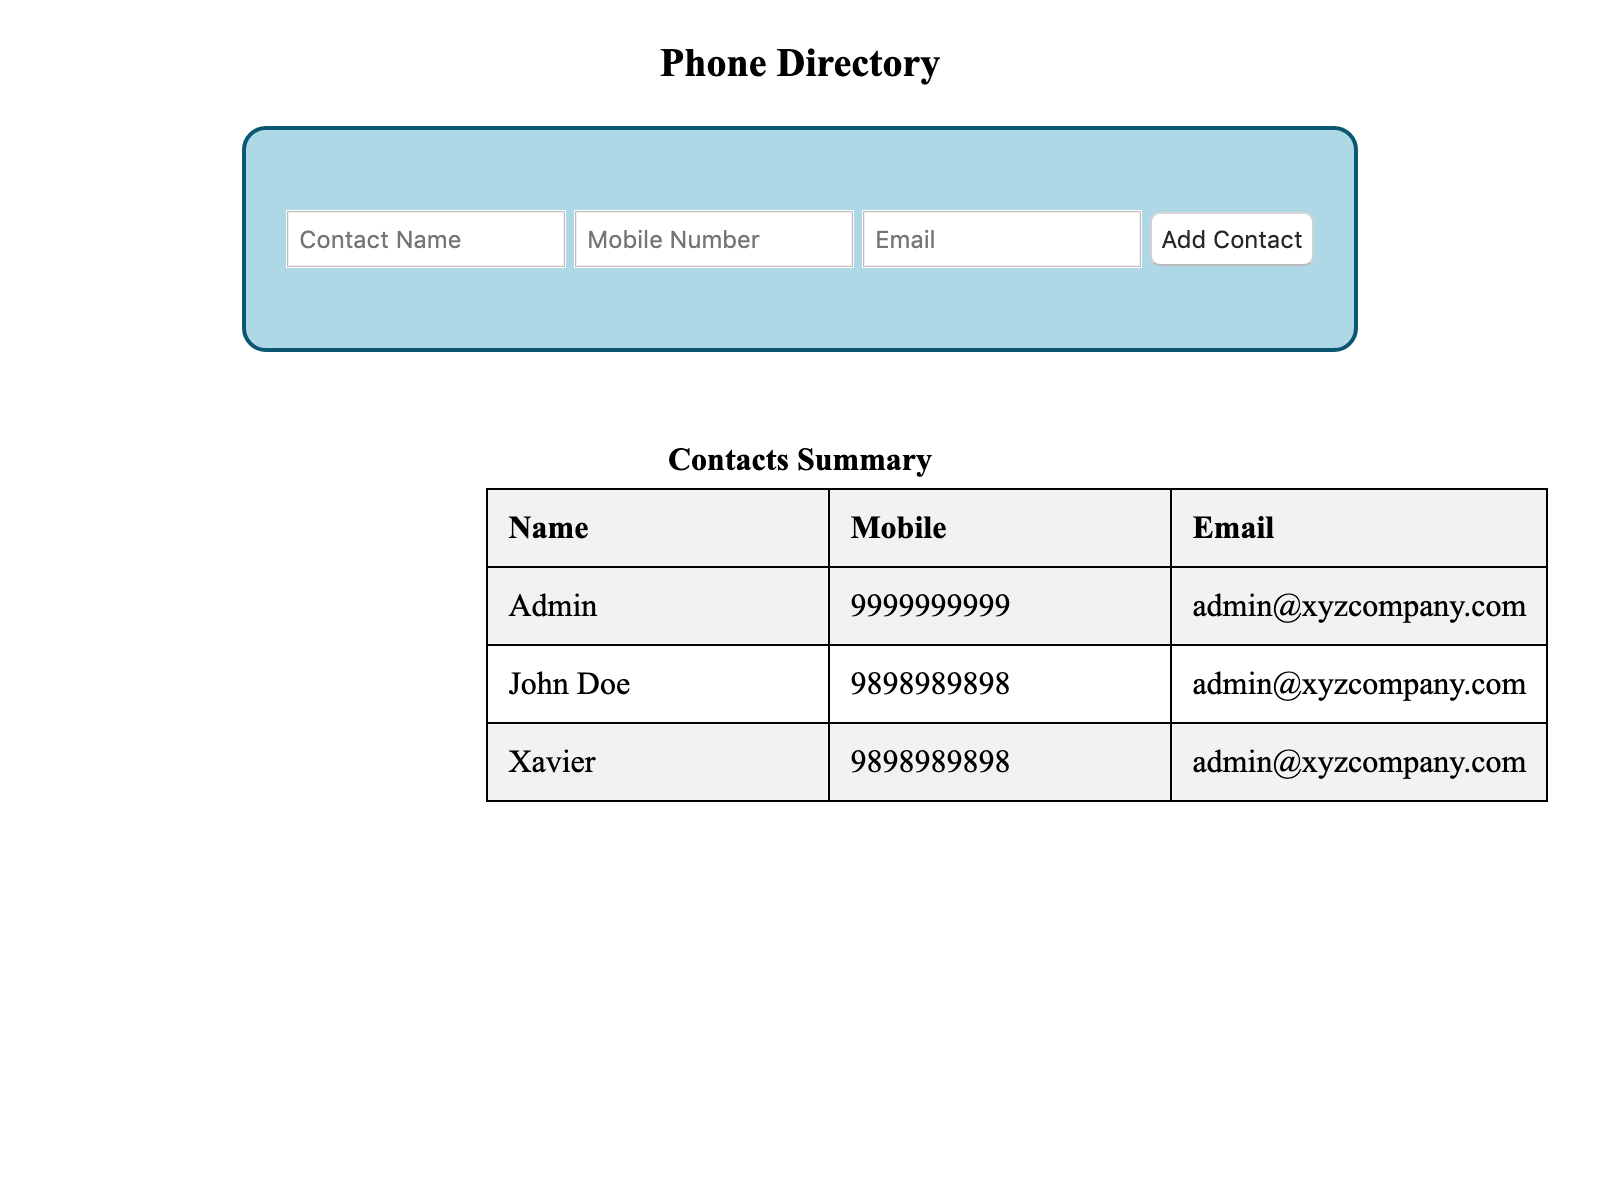 Phone Directory
Contact Name Mobile Number Email Add Contact
Contacts Summary
Name Mobile Email
Admin 9999999999 admin@xyzcompany.com
John Doe 9898989898 admin@xyzcompany.com
Xavier 9898989898 admin@xyzcompany.com